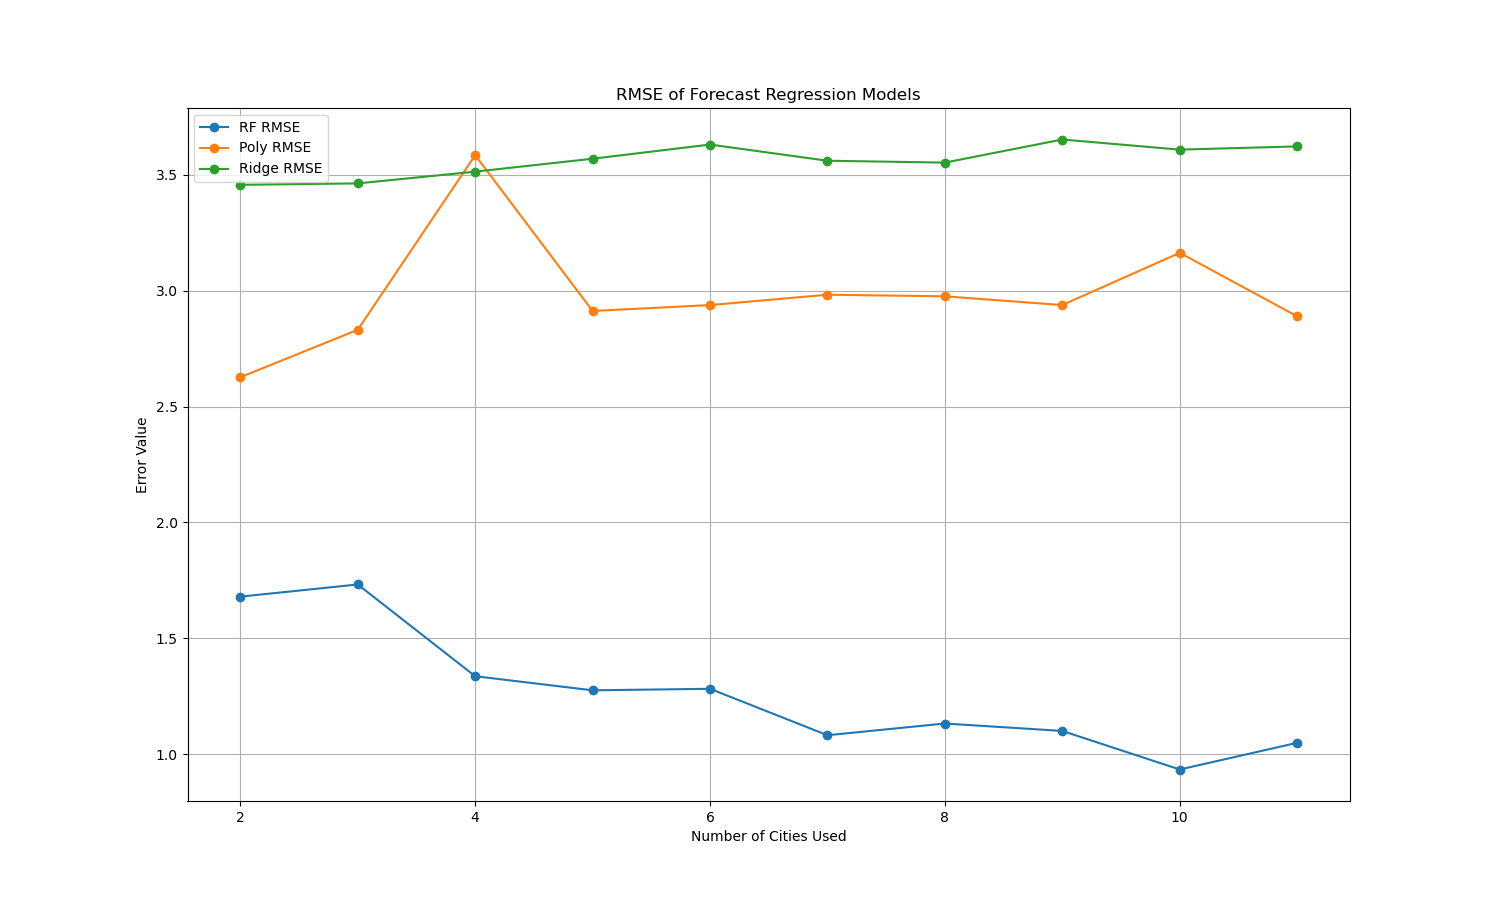 RMSE of Forecast Regression Models
RF RMSE
Poly RMSE
Ridge RMSE
3.5
3.0
2.5
2.0
1.5
1.0
Error Value
2 4 6 8 10
Number of Cities Used